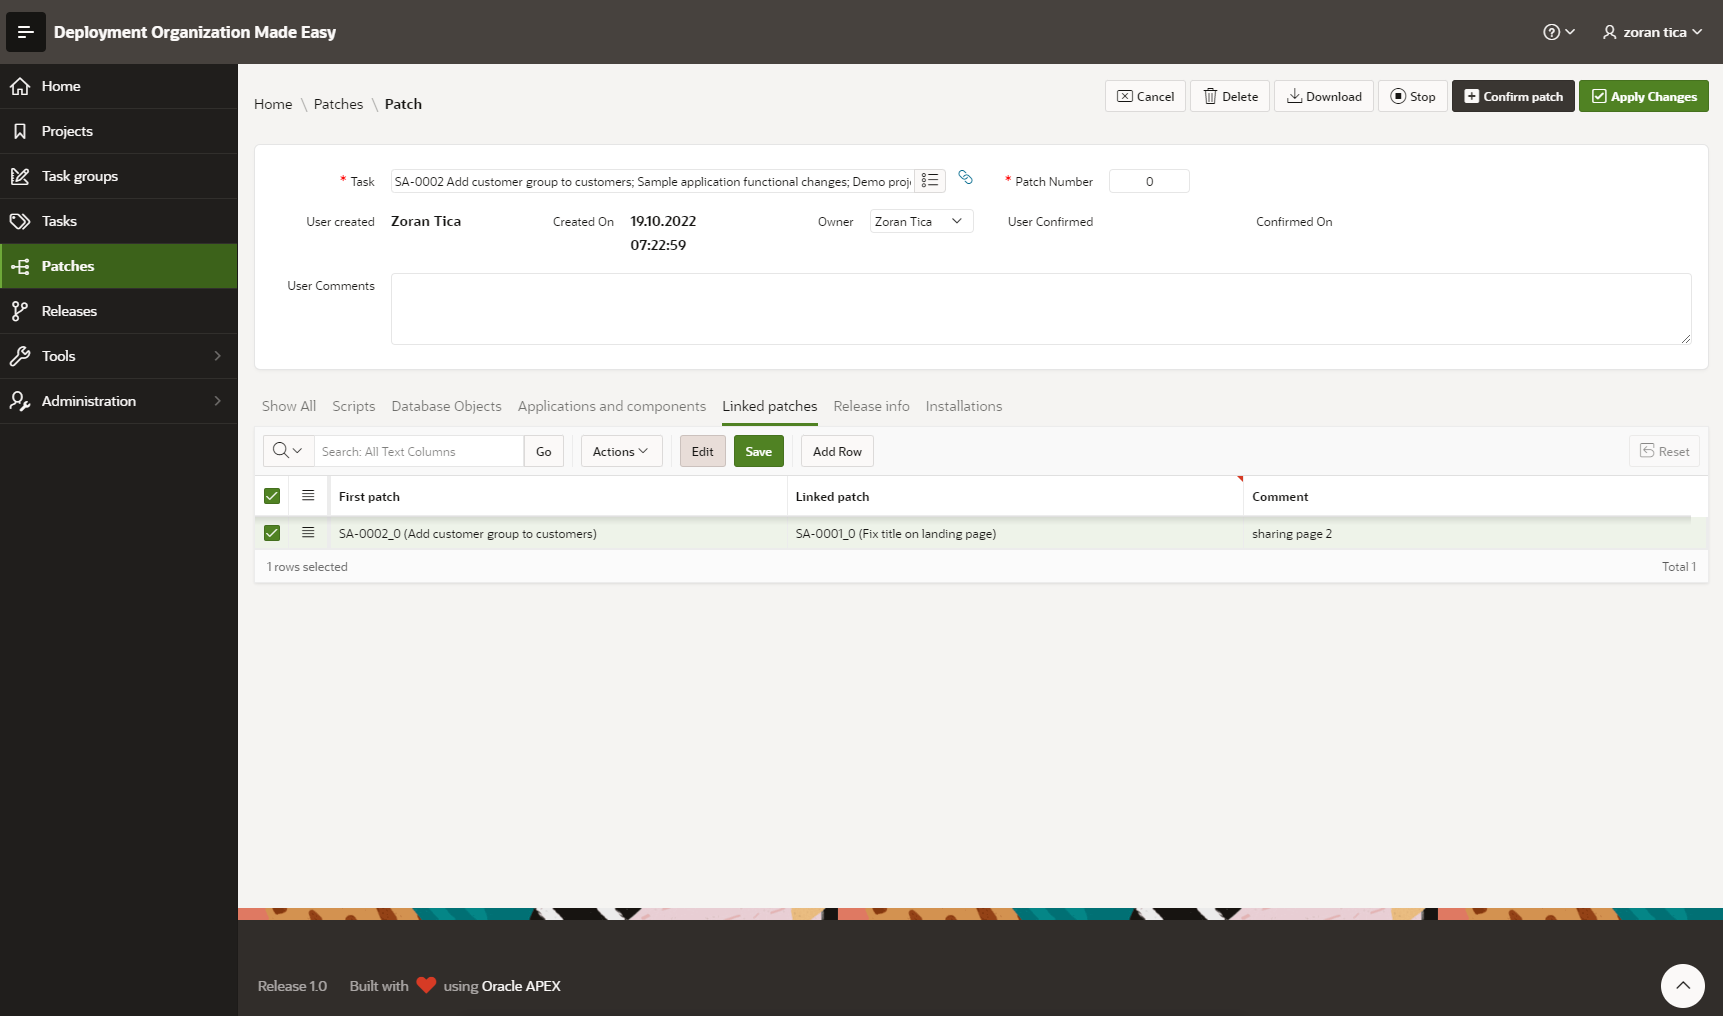 Deployment Organization Made Easy
zoran tica
Home
Projects
Task groups
Tasks
Patches
Releases
Tools
Administration
Home \ Patches \ Patch
Cancel
Delete
Download
Stop
Confirm patch
Apply Changes
* Task SA-0002 Add customer group to customers; Sample application functional changes; Demo proj
* Patch Number 0
User created Zoran Tica
Created On 19.10.2022
07:22:59
Owner Zoran Tica
User Confirmed
Confirmed On
User Comments
Show All Scripts Database Objects Applications and components Linked patches Release info Installations
Search: All Text Columns Go Actions Edit Save Add Row Reset
First patch Linked patch Comment
SA-0002_0 (Add customer group to customers) SA-0001_0 (Fix title on landing page) sharing page 2
1 rows selected Total 1
Release 1.0 Built with using Oracle APEX